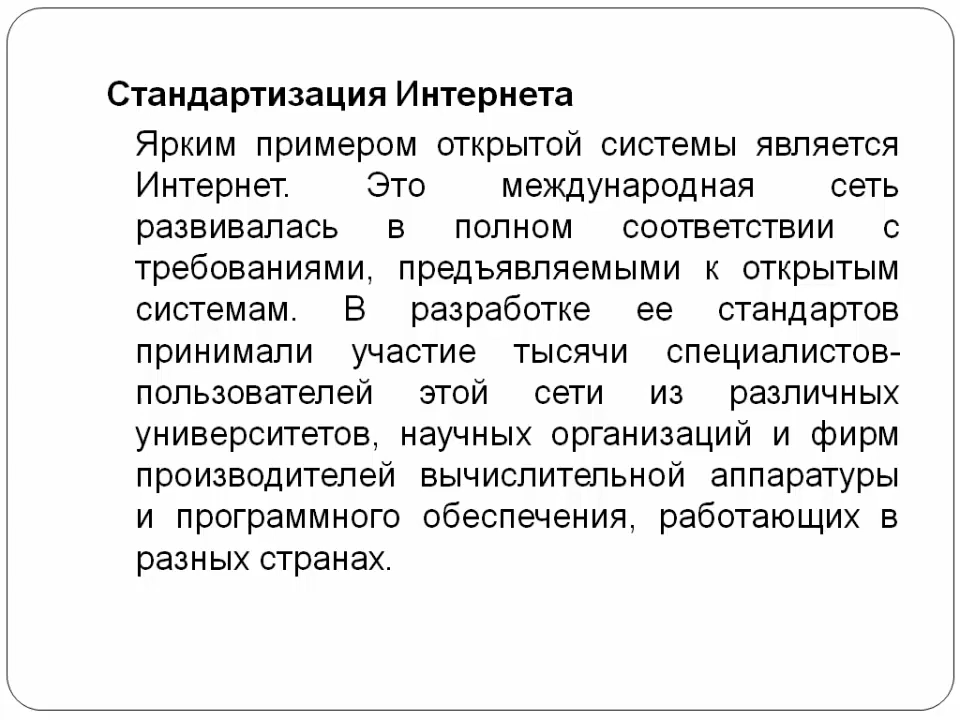 Стандартизация Интернета
Ярким примером открытой системы является
Интернет. Это международная сеть
развивалась в полном соответствии с
требованиями, предъявляемыми к открытым
системам. В разработке ее стандартов
принимали участие тысячи специалистов-
пользователей этой сети из различных
университетов, научных организаций и фирм
производителей вычислительной аппаратуры
и программного обеспечения, работающих в
разных странах.